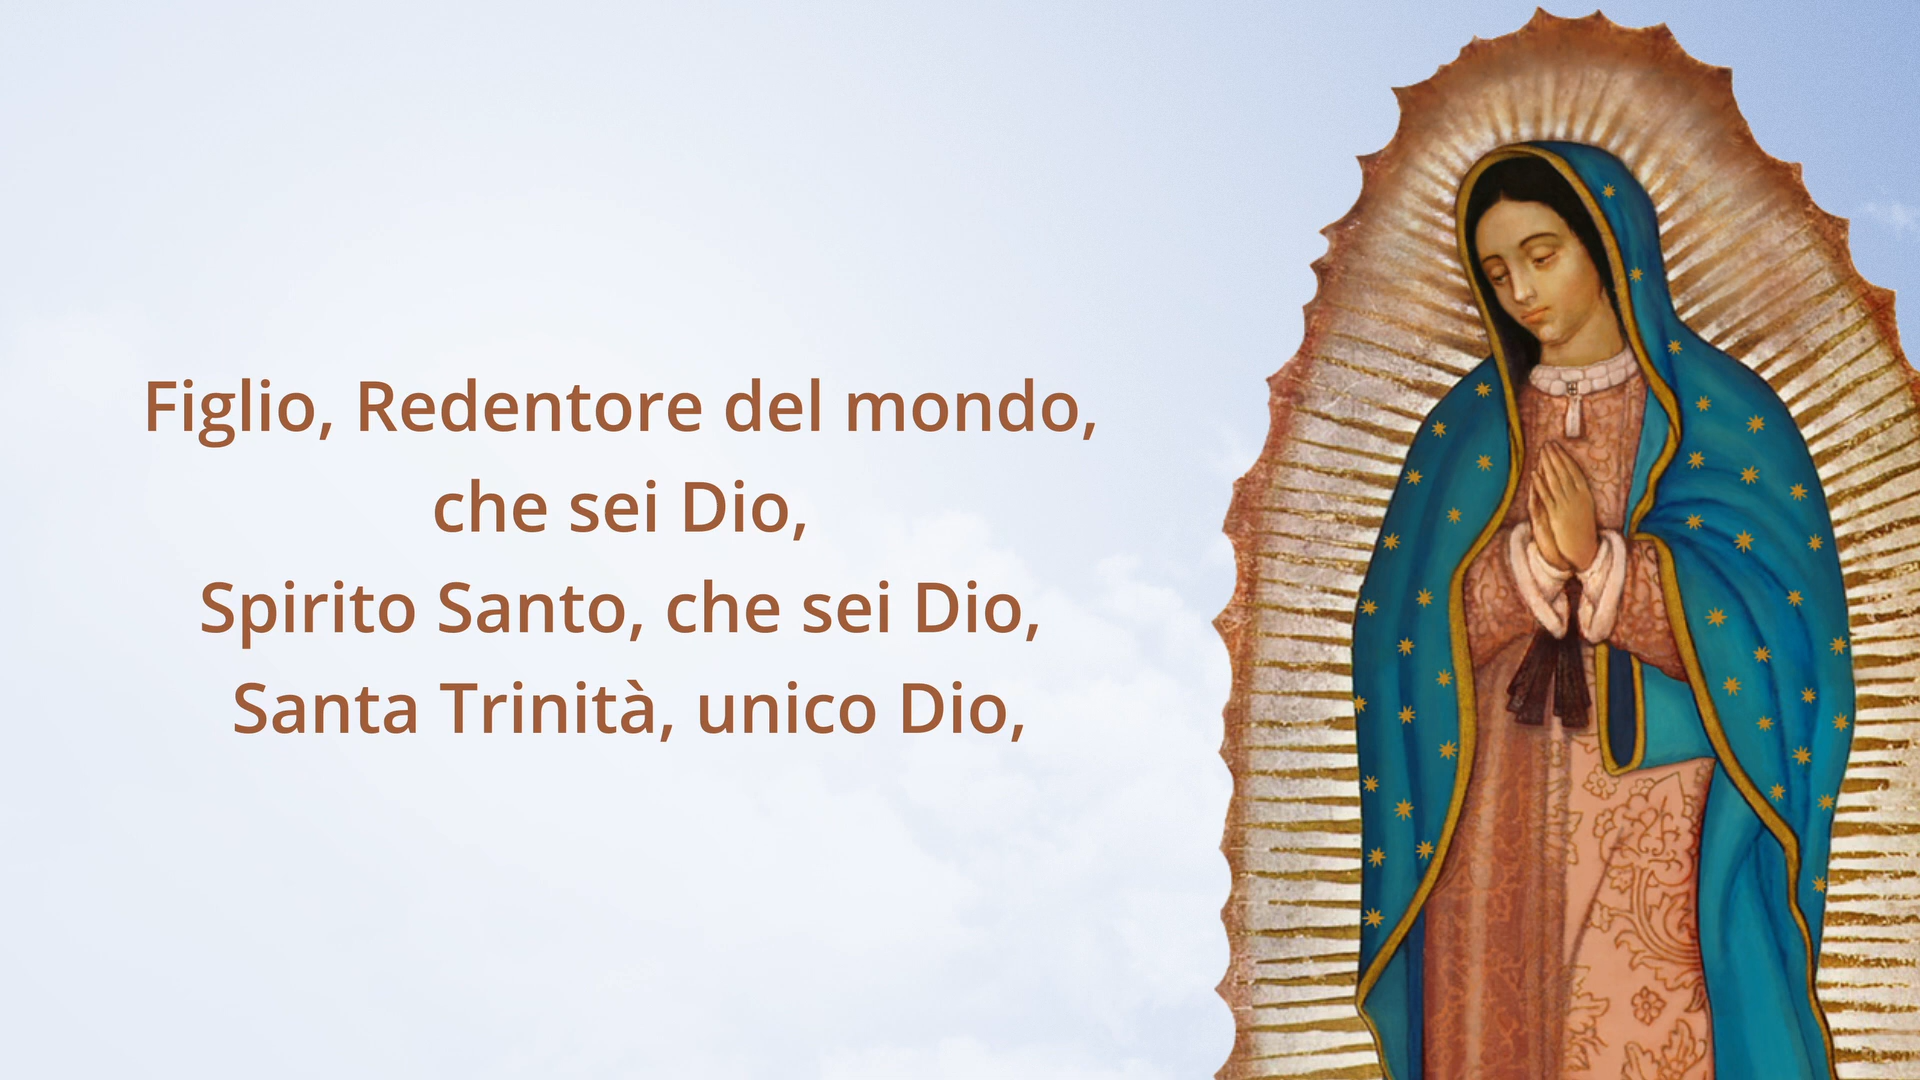 Figlio, Redentore del mondo,
che sei Dio,
Spirito Santo, che sei Dio,
Santa Trinità, unico Dio,